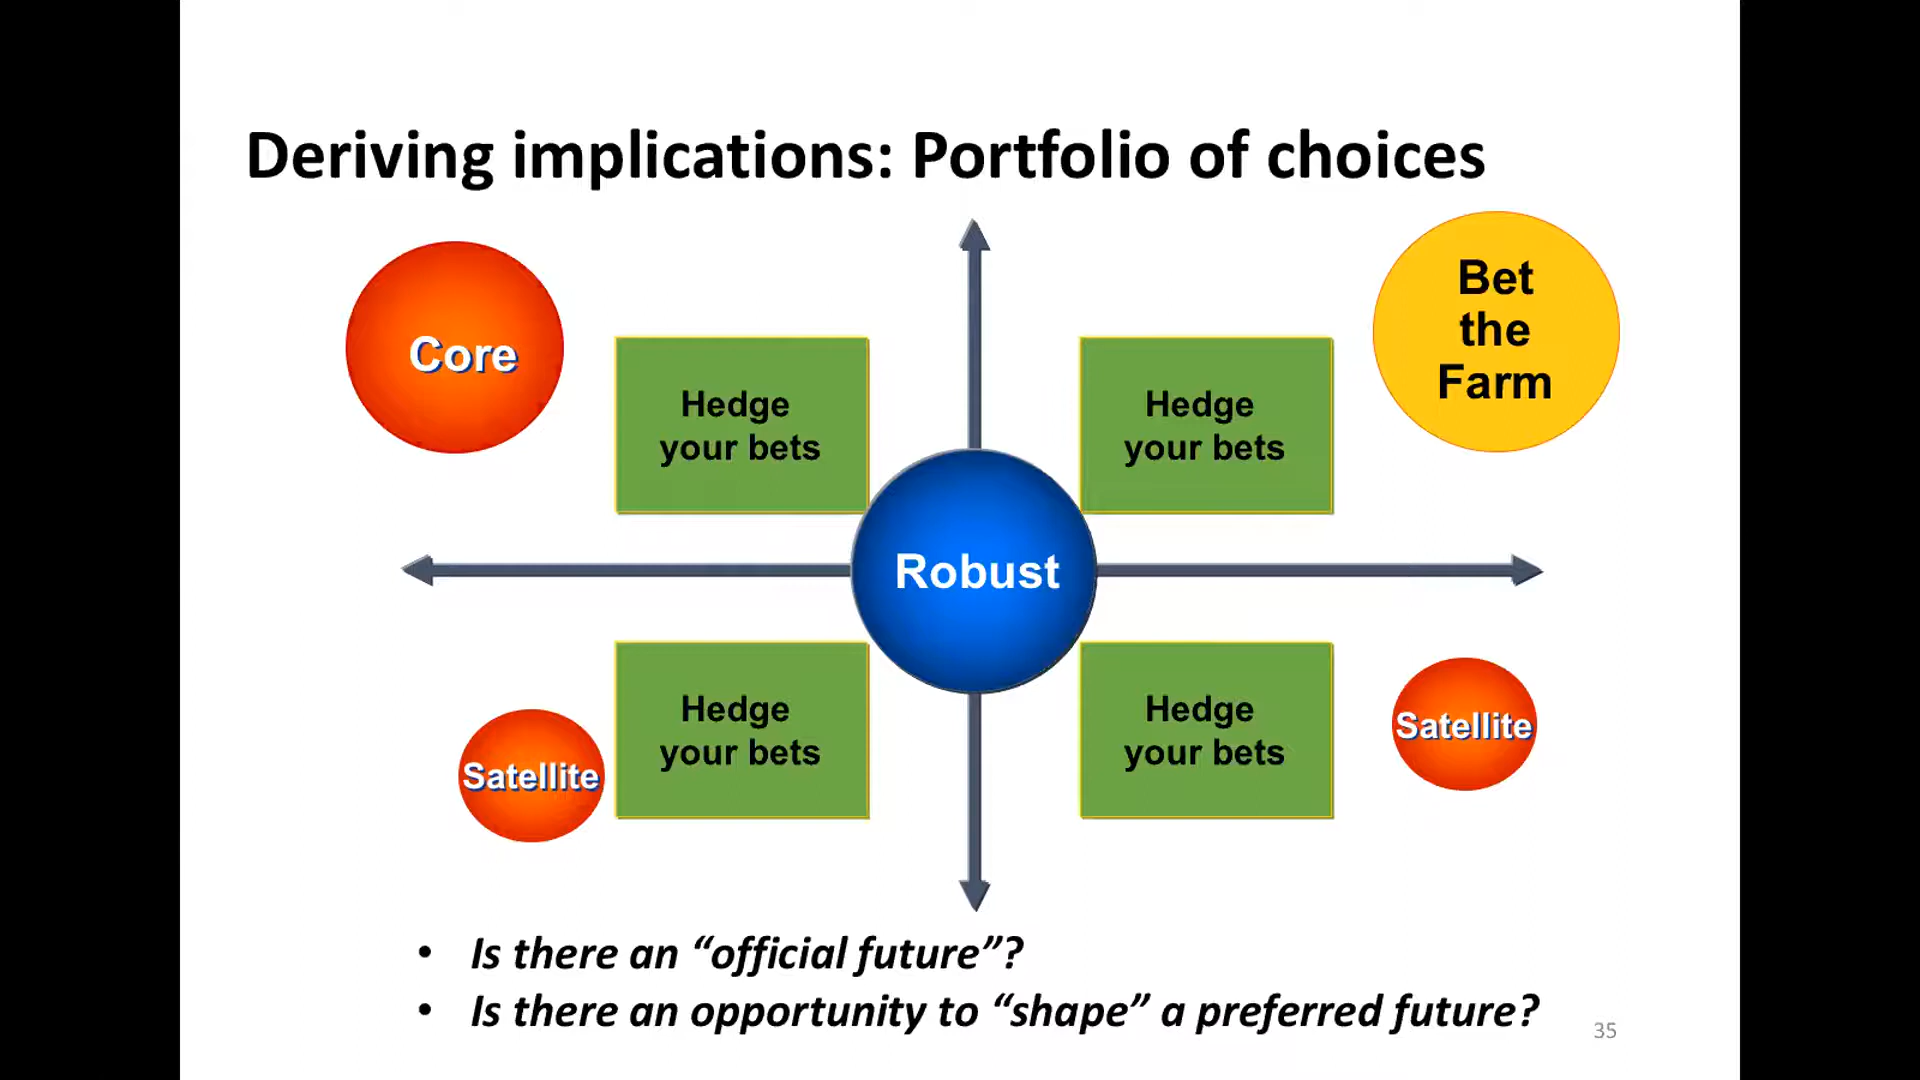 Deriving implications: Portfolio of choices
Core
Bet
the
Farm
Hedge
your bets
Hedge
your bets
Robust
Hedge
your bets
Hedge
your bets
Satellite
Satellite
• Is there an “official future”?
• Is there an opportunity to “shape” a preferred future?
35